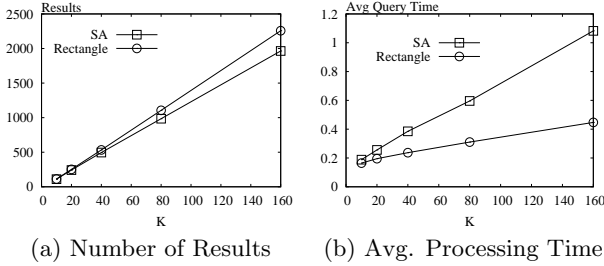 Results
2500
2000
1500
1000
500
0
SA
Rectangle
0 20 40 60 80 100 120 140 160
K
(a) Number of Results
Avg Query Time
1.2
1
0.8
0.6
0.4
0.2
0
SA
Rectangle
0 20 40 60 80 100 120 140 160
K
(b) Avg. Processing Time